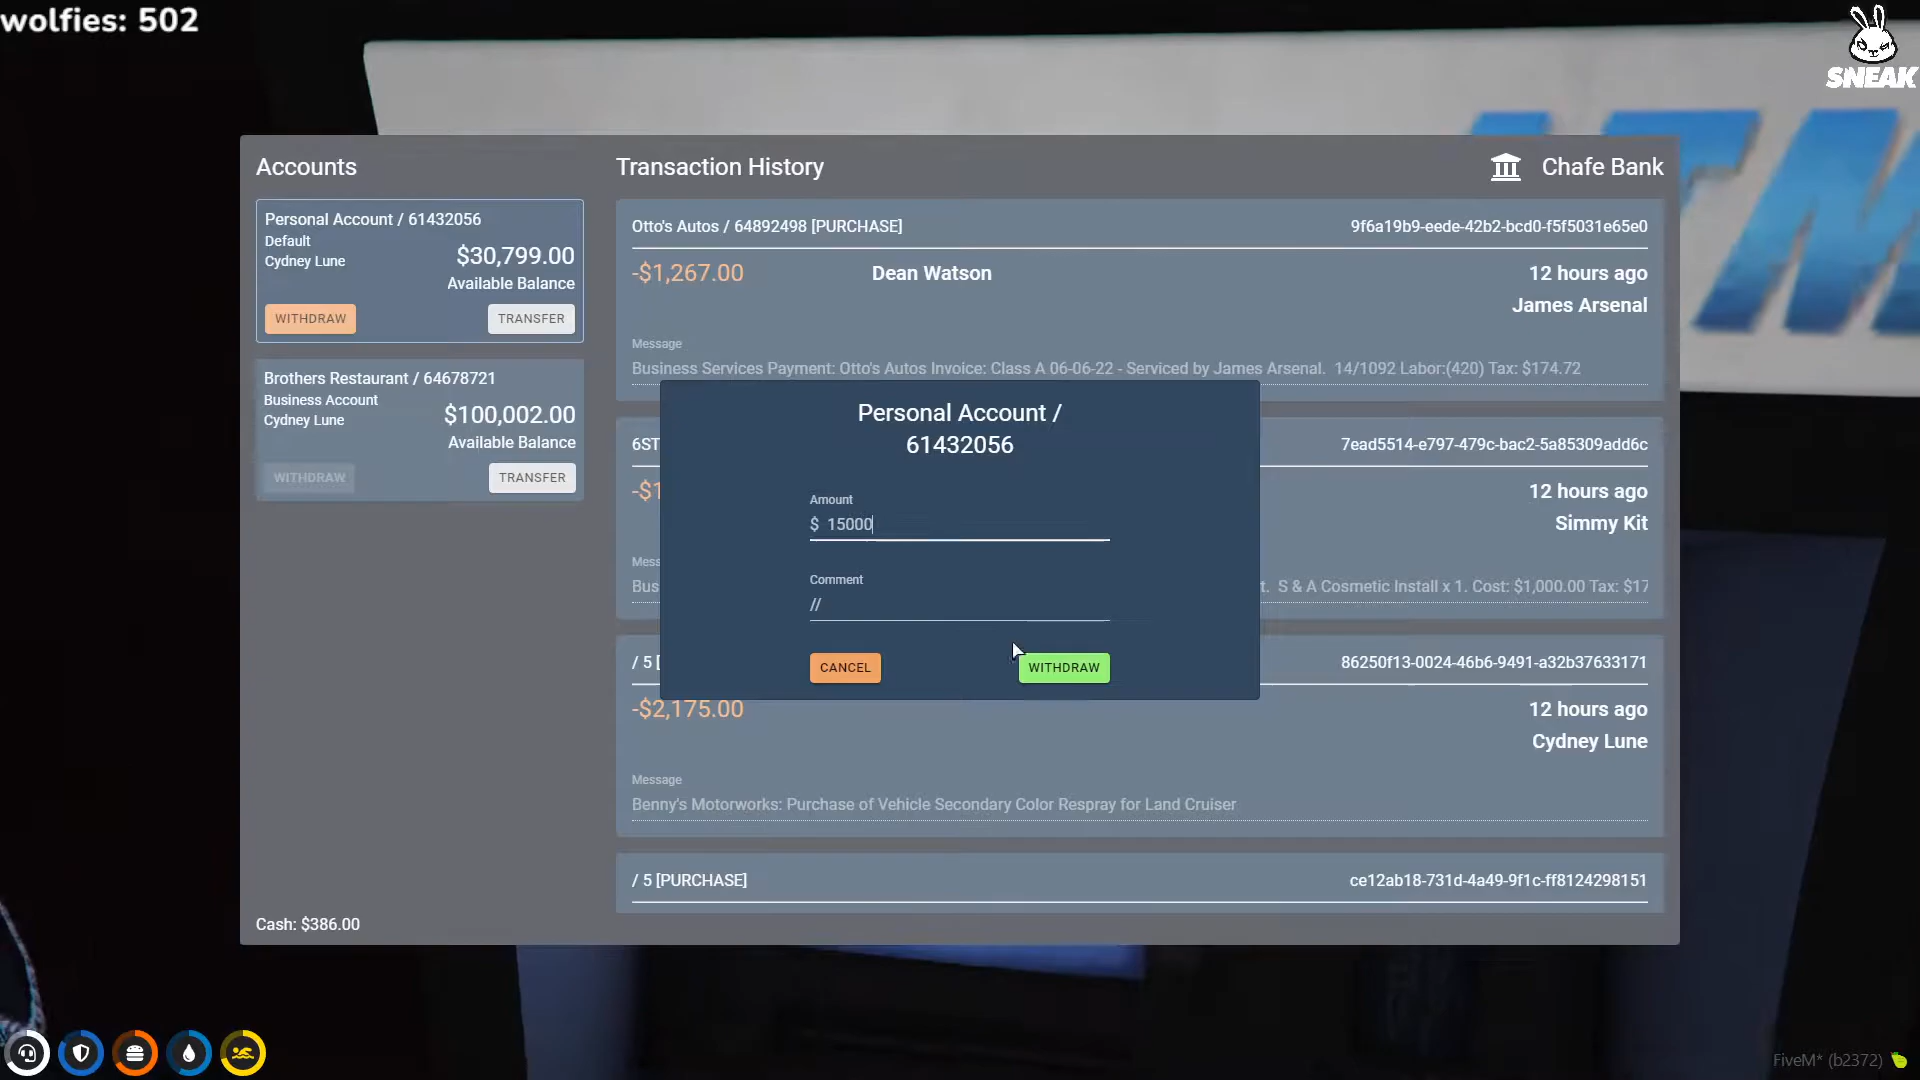 wolfies: 502
SNEAK
ATM
Accounts
Transaction History
Chafe Bank
Personal Account / 61432056
Default
Cydney Lune
$30,799.00
Available Balance
WITHDRAW
TRANSFER
Brothers Restaurant / 64678721
Business Account
Cydney Lune
$100,002.00
Available Balance
WITHDRAW
TRANSFER
Cash: $386.00
Otto's Autos / 64892498 [PURCHASE]
9f6a19b9-eede-42b2-bcd0-f5f5031e65e0
-$1,267.00
Dean Watson
12 hours ago
James Arsenal
Message
Business Services Payment: Otto's Autos Invoice: Class A 06-06-22 - Serviced by James Arsenal. 14/1092 Labor:(420) Tax: $174.72
6ST
7ead5514-e797-479c-bac2-5a85309add6c
-$1
12 hours ago
Simmy Kit
Mess
Bus
t. S & A Cosmetic Install x 1. Cost: $1,000.00 Tax: $17
Personal Account /
61432056
Amount
$ 15000
Comment
//
CANCEL
WITHDRAW
/ 5 [
86250f13-0024-46b6-9491-a32b37633171
-$2,175.00
12 hours ago
Cydney Lune
Message
Benny's Motorworks: Purchase of Vehicle Secondary Color Respray for Land Cruiser
/ 5 [PURCHASE]
ce12ab18-731d-4a49-9f1c-ff8124298151
FiveM* (b2372)